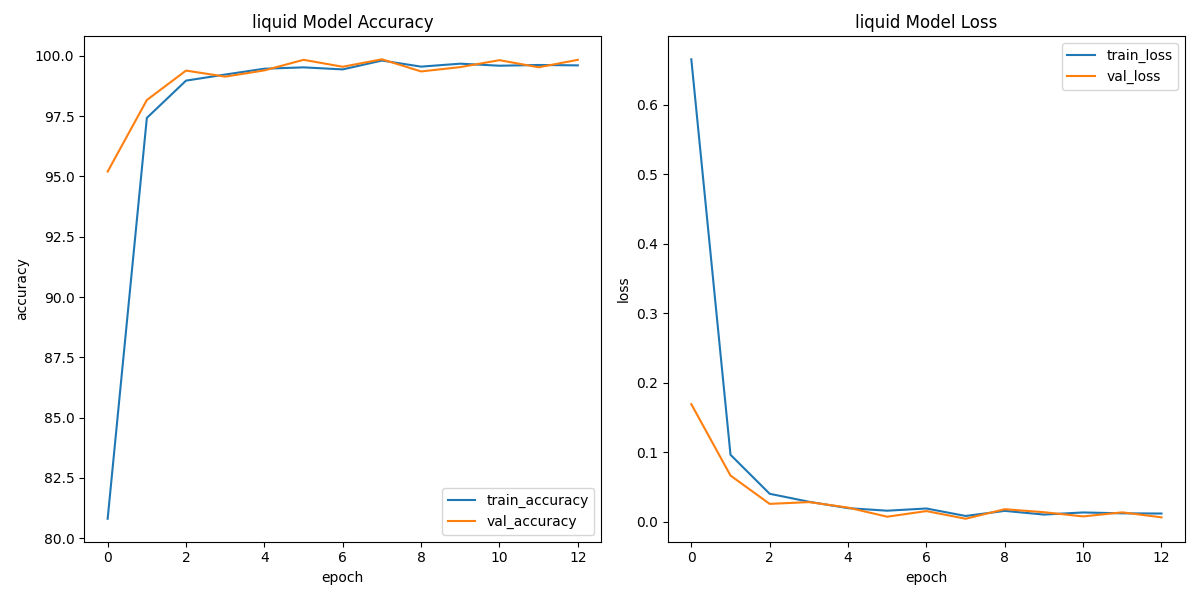 liquid Model Accuracy
100.0
97.5
95.0
92.5
90.0
87.5
85.0
82.5
80.0
accuracy
train_accuracy
val_accuracy
0 2 4 6 8 10 12
epoch
liquid Model Loss
train_loss
val_loss
0.6
0.5
0.4
0.3
0.2
0.1
0.0
loss
0 2 4 6 8 10 12
epoch